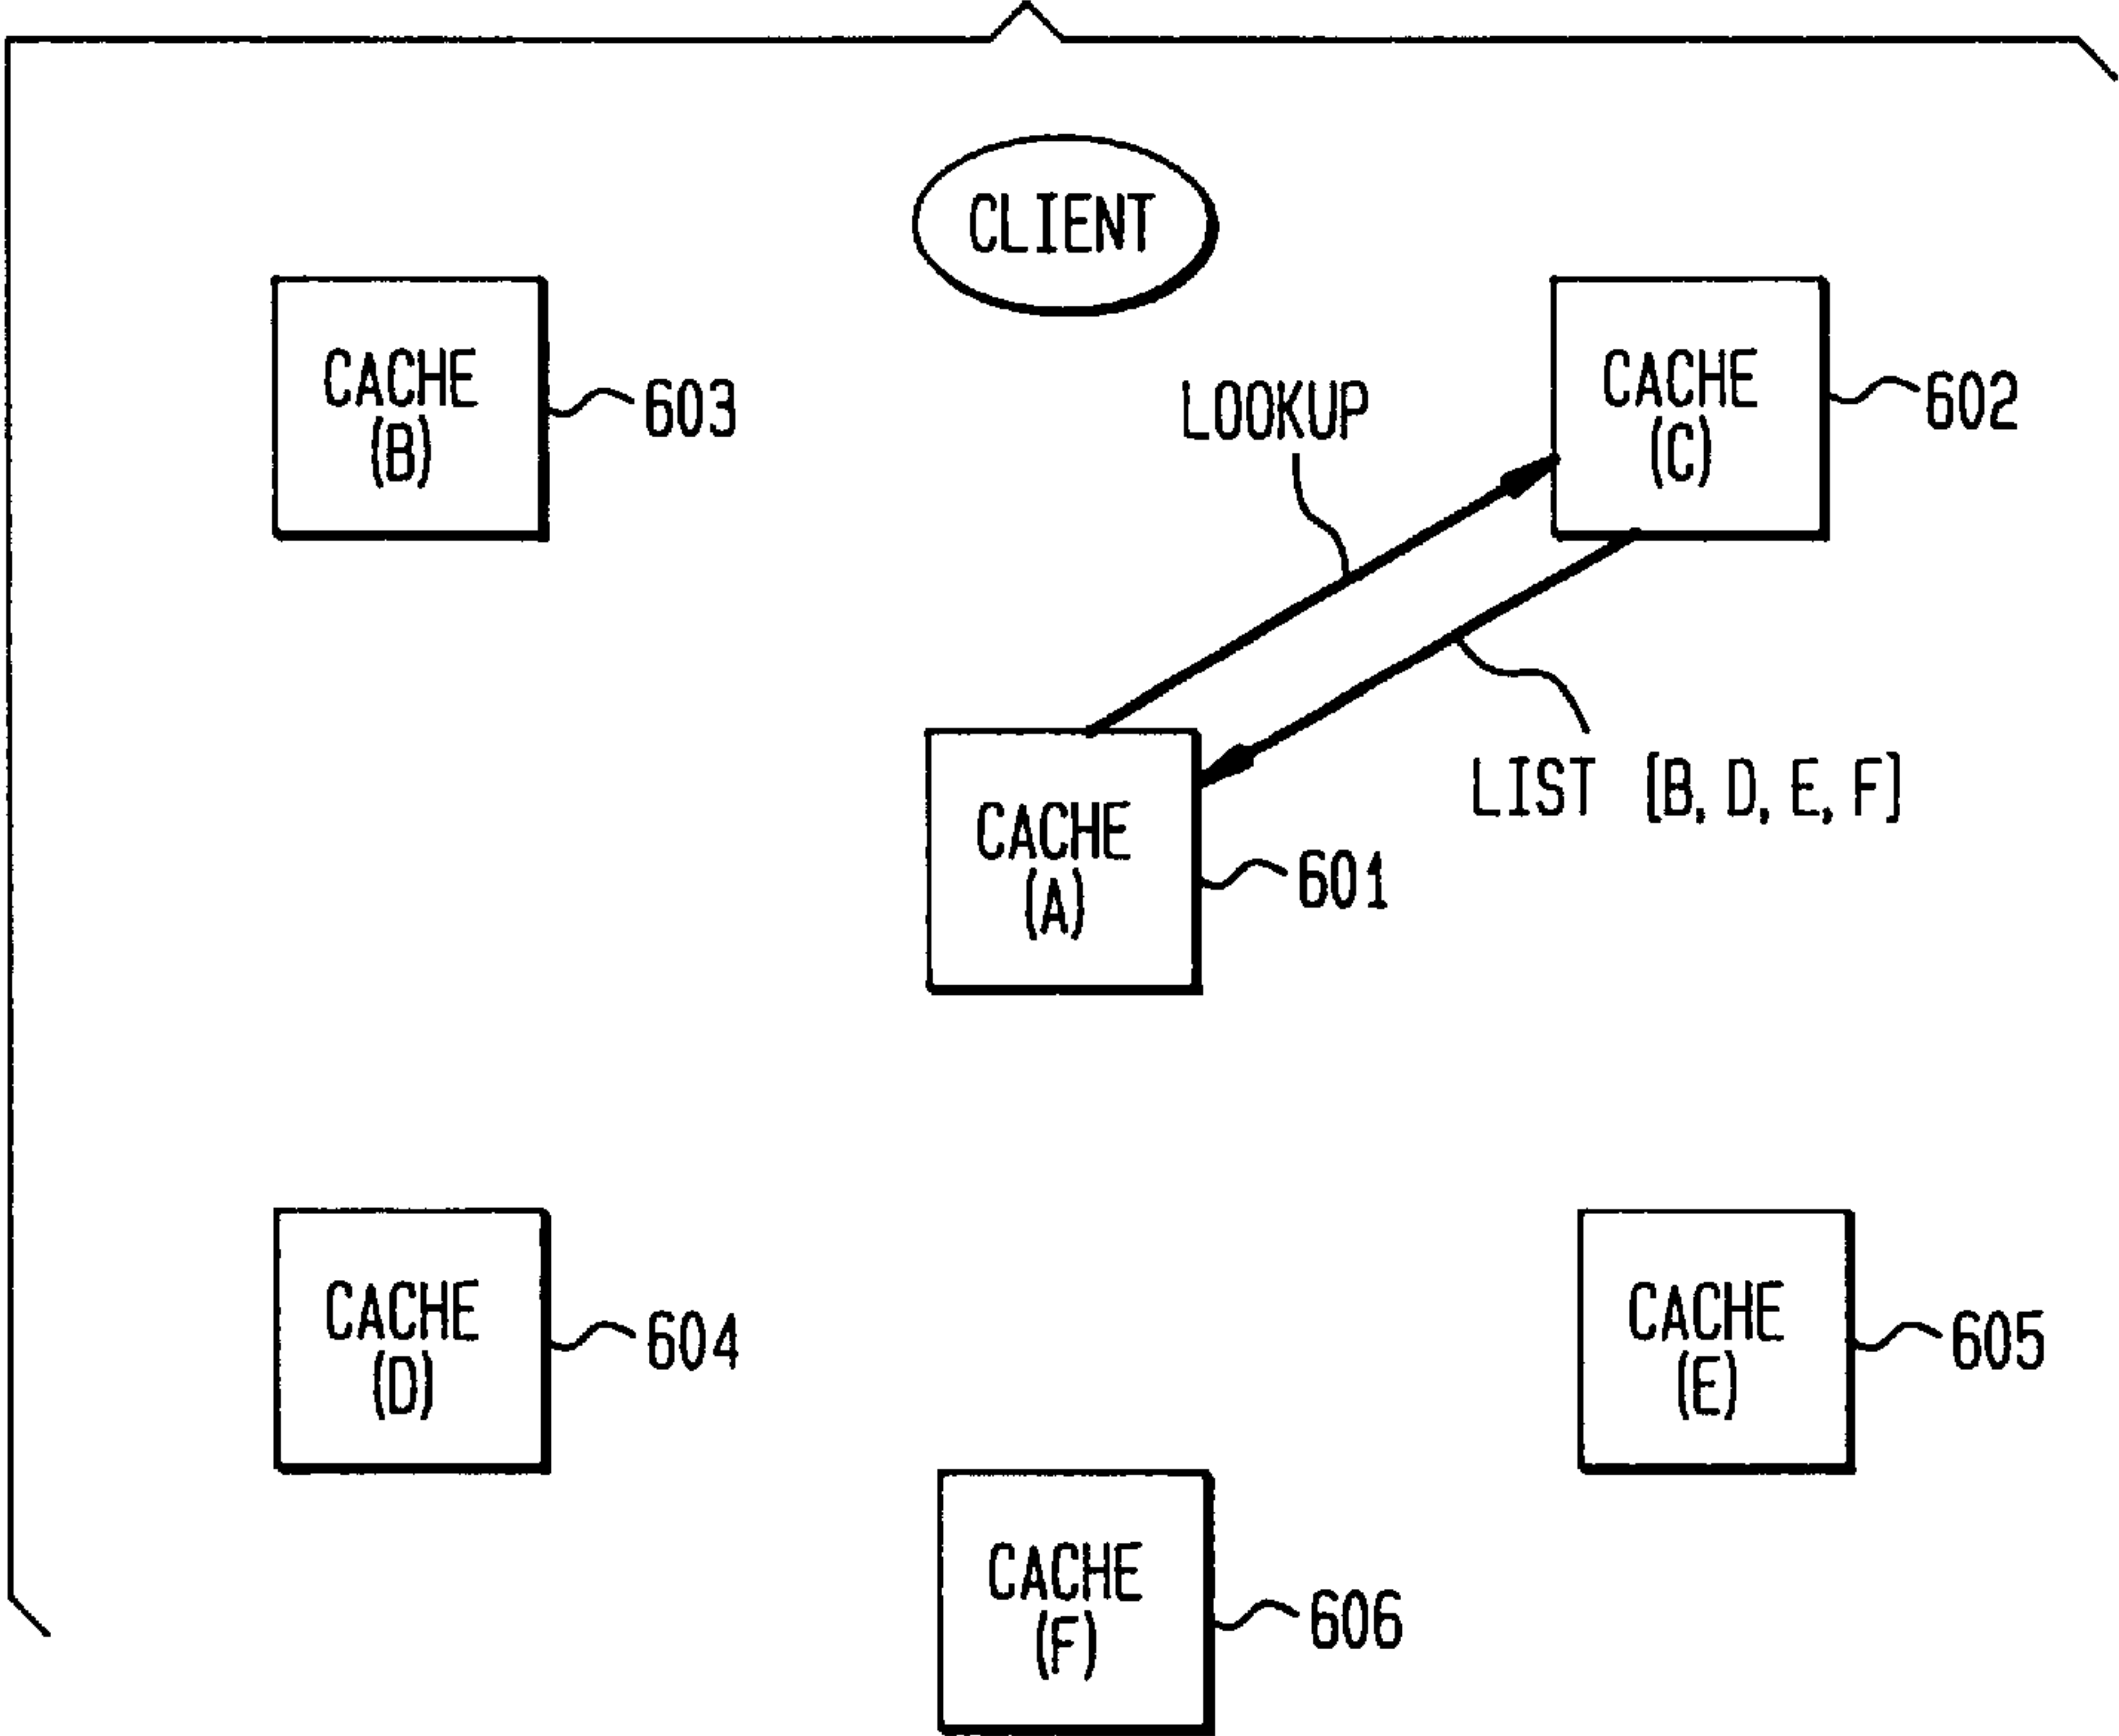 CLIENT
CACHE
(B)
603
LOOKUP
CACHE
(C)
602
LIST [B, D, E, F]
CACHE
(A)
601
CACHE
(D)
604
CACHE
(E)
605
CACHE
(F)
606